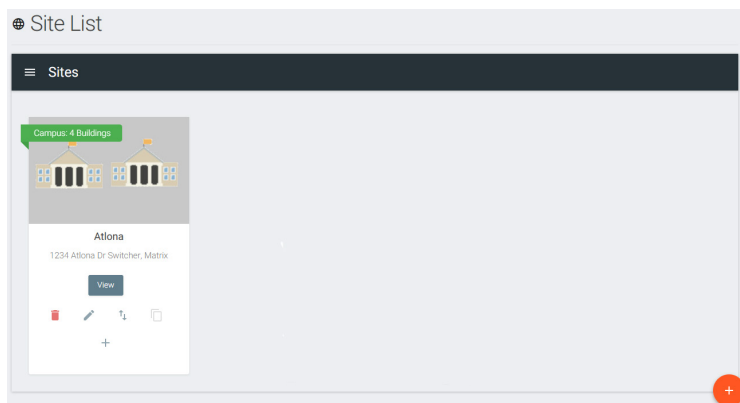 Site List
Sites
Campus: 4 Buildings
Atlona
1234 Atlona Dr Switcher, Matrix
View